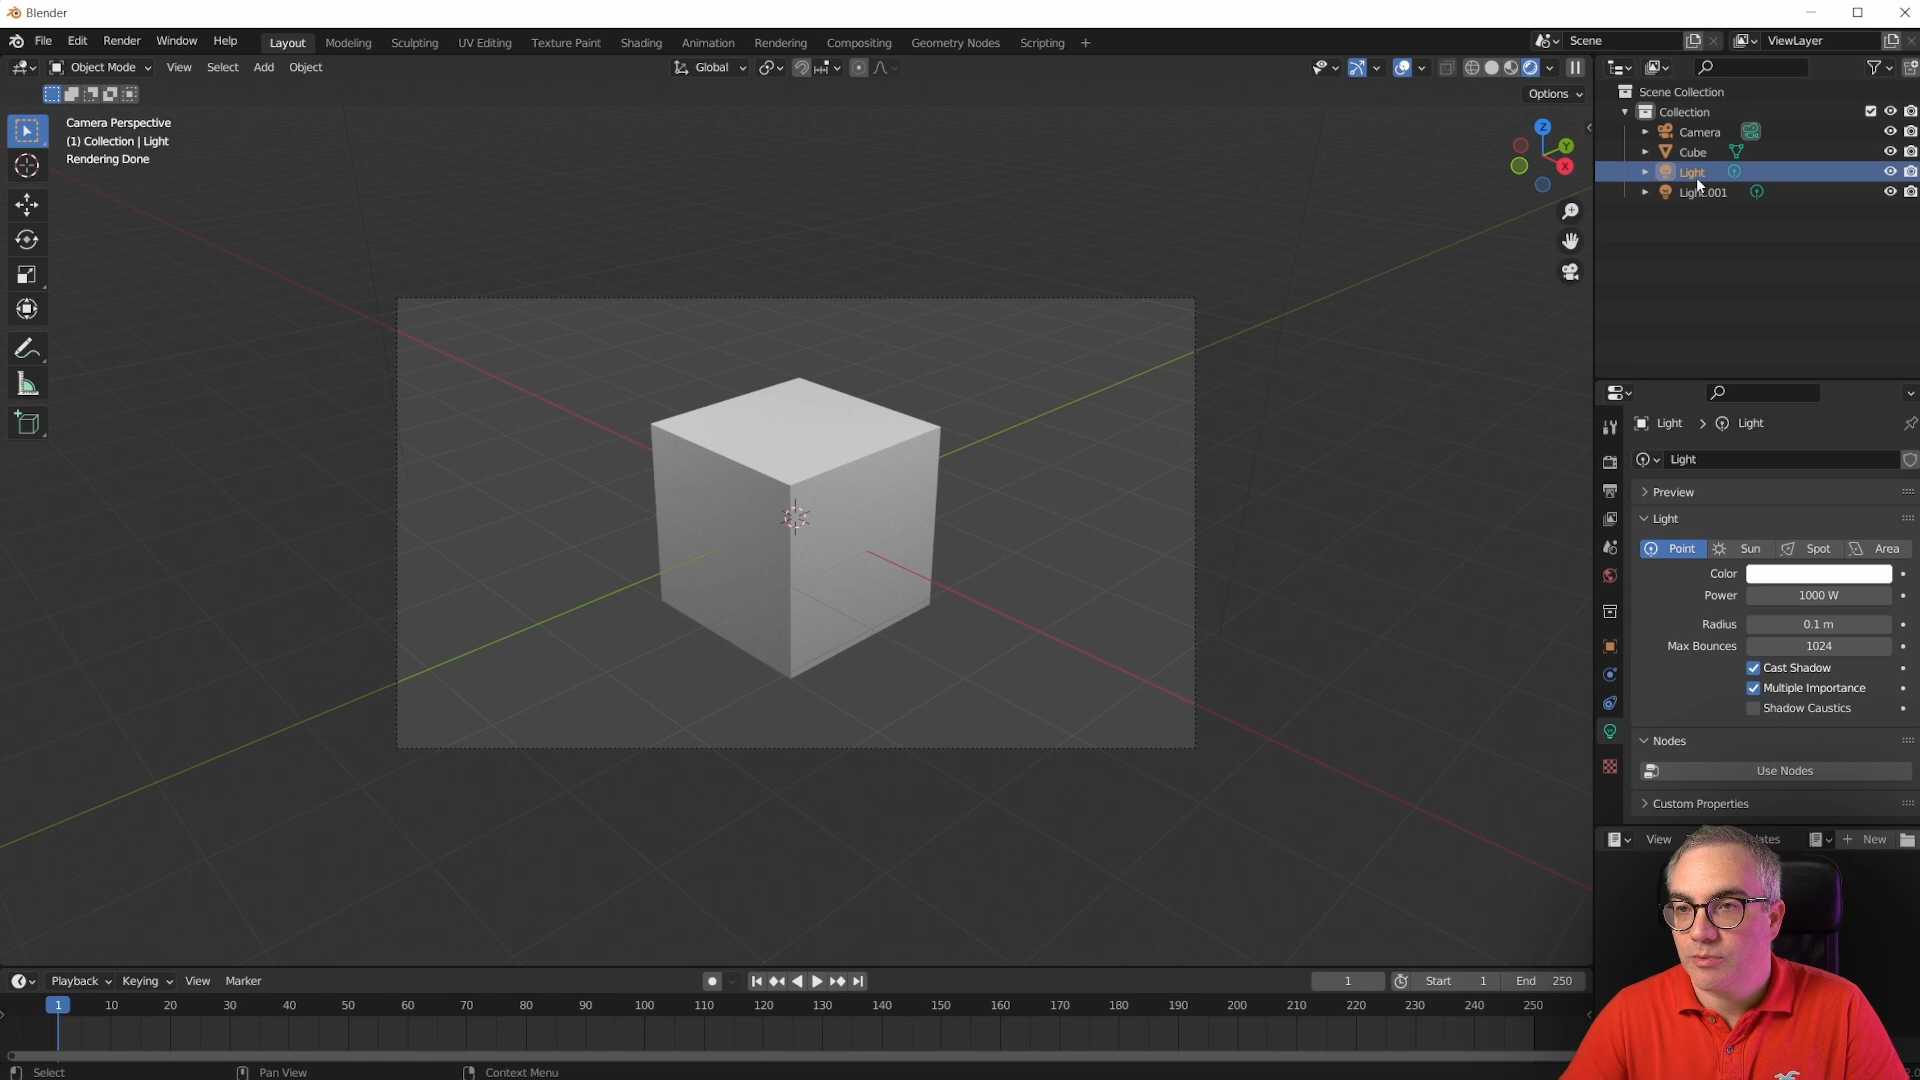 Blender
File Edit Render Window Help Layout Modeling Sculpting UV Editing Texture Paint Shading Animation Rendering Compositing Geometry Nodes Scripting + Scene ViewLayer
Object Mode View Select Add Object Global
Options
Camera Perspective
(1) Collection | Light
Rendering Done
Z
Y
X
Scene Collection
Collection
Camera
Cube
Light
Light.001
Light > Light
Light
Preview
Light
Point Sun Spot Area
Color
Power 1000 W
Radius 0.1 m
Max Bounces 1024
Cast Shadow
Multiple Importance
Shadow Caustics
Nodes
Use Nodes
Custom Properties
View + New
Playback Keying View Marker 1 Start 1 End 250
1 10 20 30 40 50 60 70 80 90 100 110 120 130 140 150 160 170 180 190 200 210 220 230 240 250
Select Pan View Context Menu